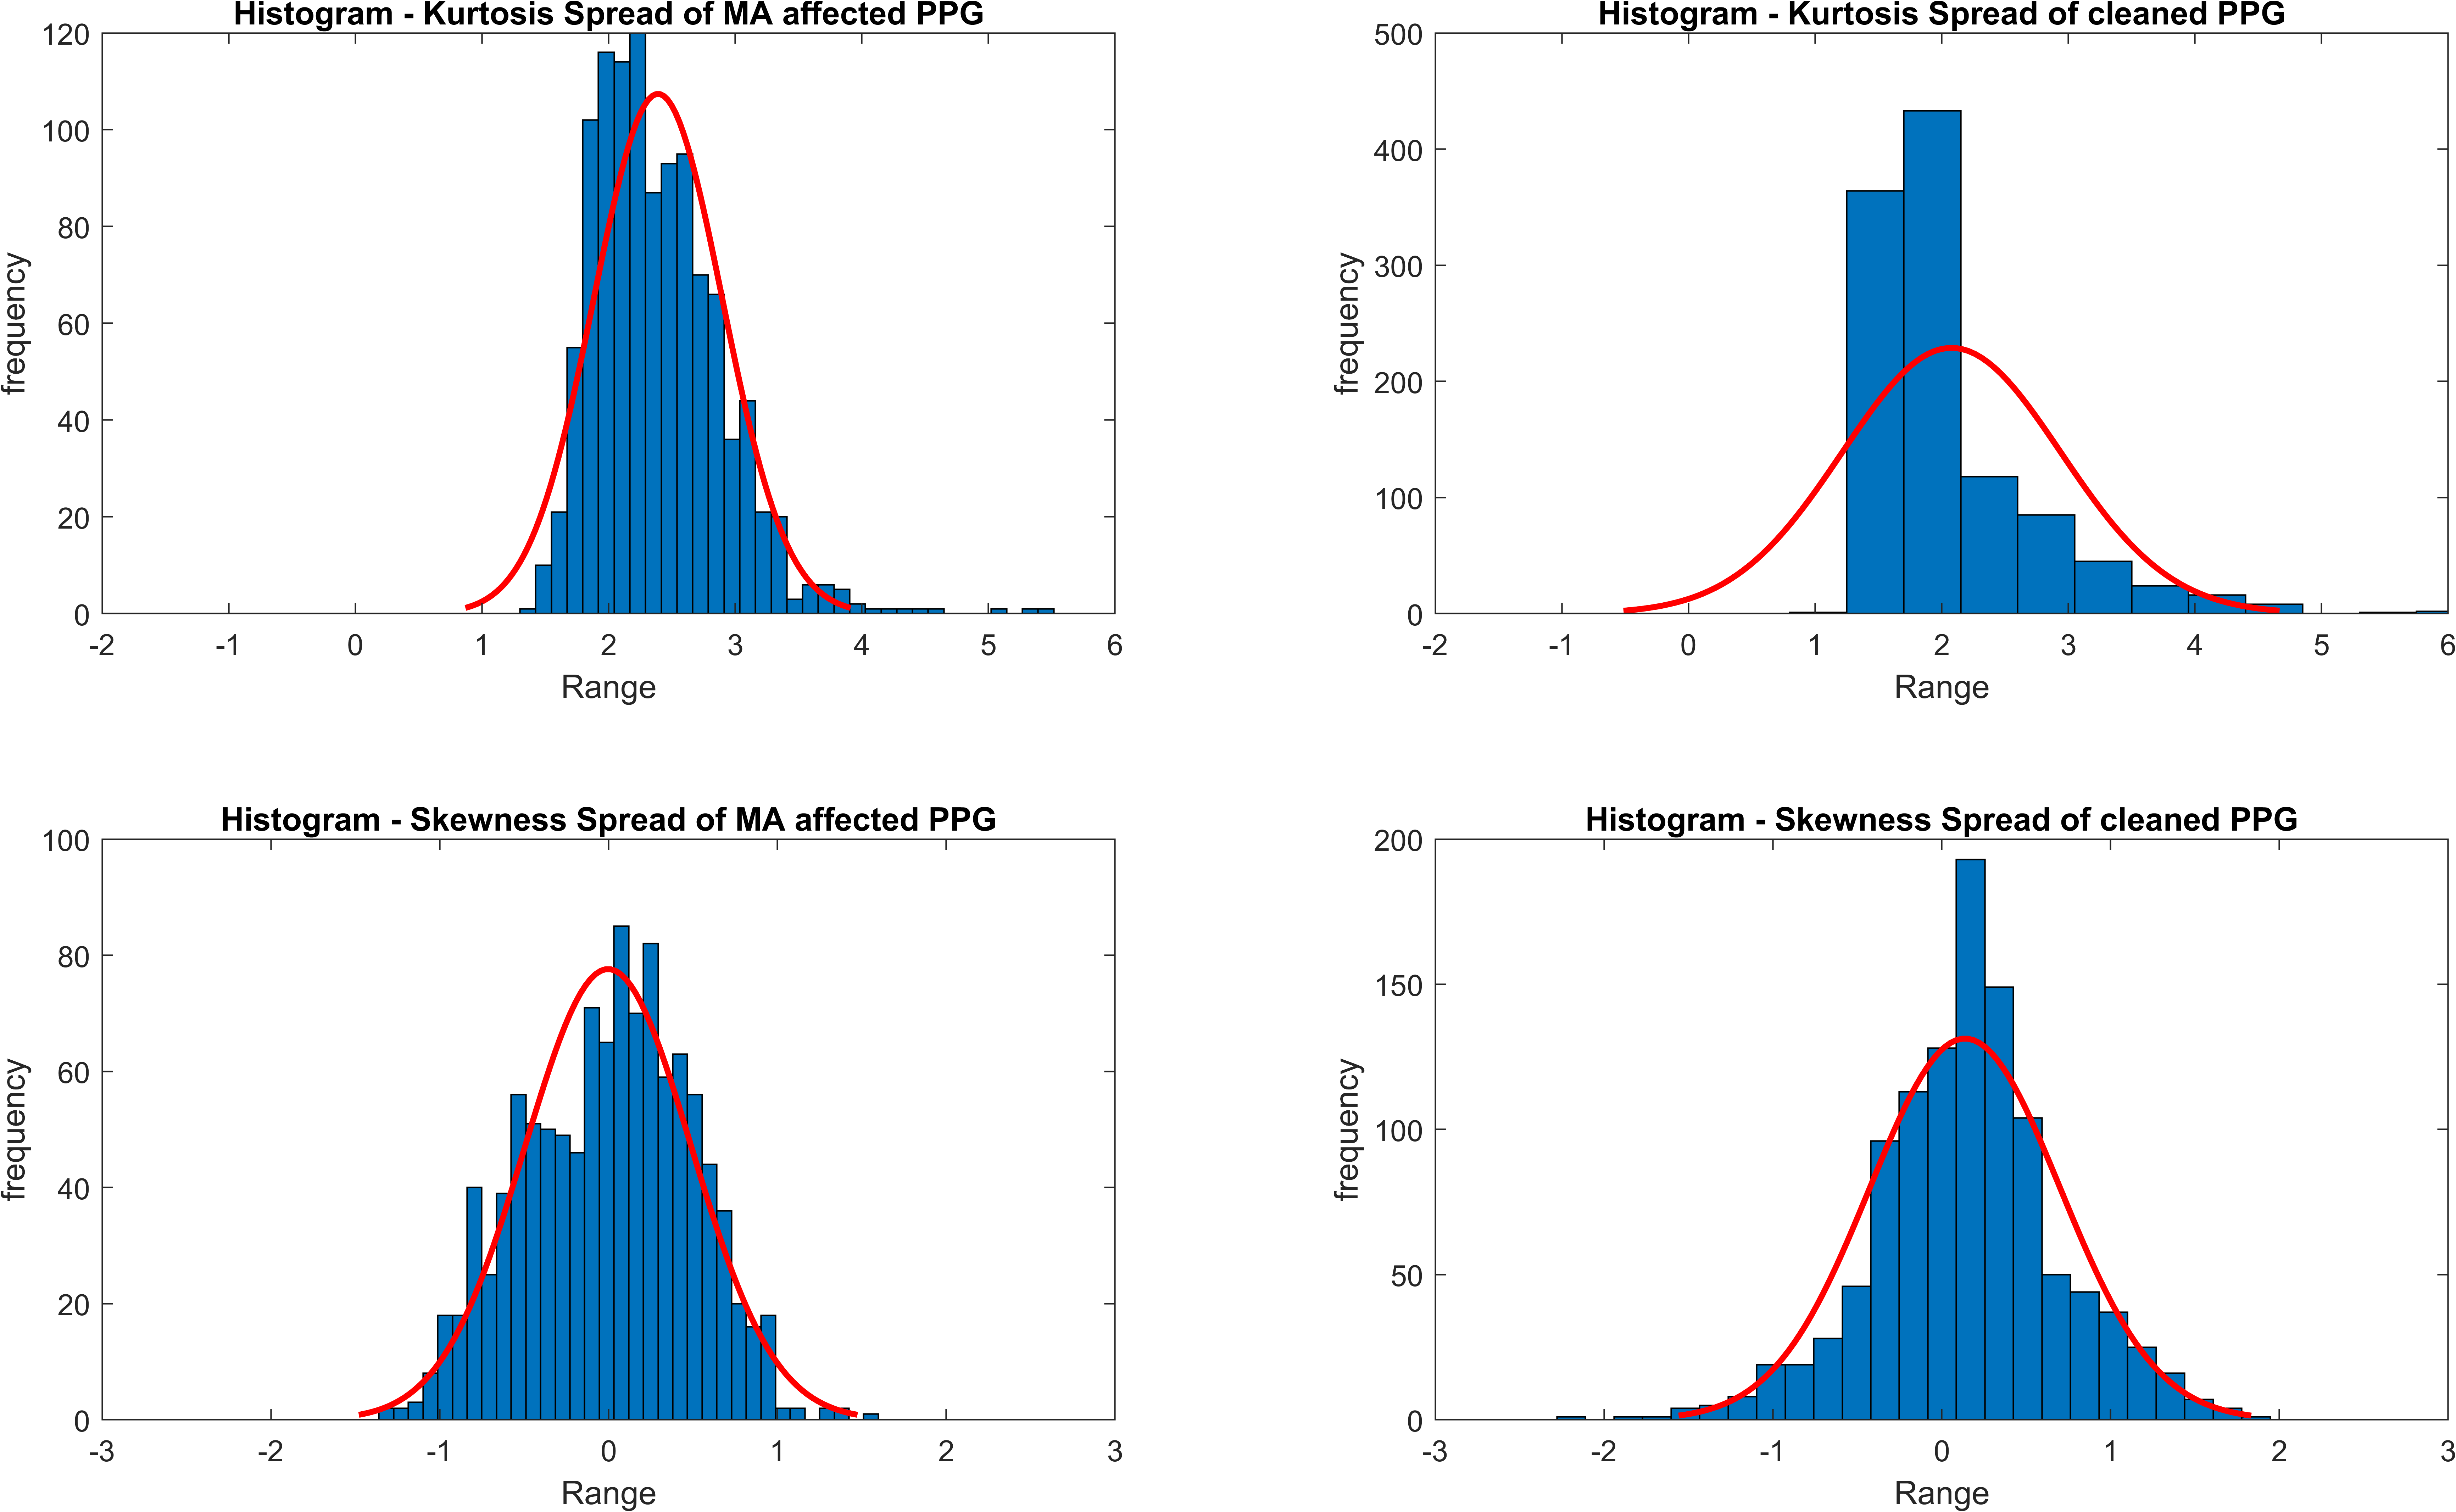 Histogram - Kurtosis Spread of MA affected PPG
120
100
80
60
40
20
0
frequency
-2 -1 0 1 2 3 4 5 6
Range
Histogram - Kurtosis Spread of cleaned PPG
500
400
300
200
100
0
frequency
-2 -1 0 1 2 3 4 5 6
Range
Histogram - Skewness Spread of MA affected PPG
100
80
60
40
20
0
frequency
-3 -2 -1 0 1 2 3
Range
Histogram - Skewness Spread of cleaned PPG
200
150
100
50
0
frequency
-3 -2 -1 0 1 2 3
Range